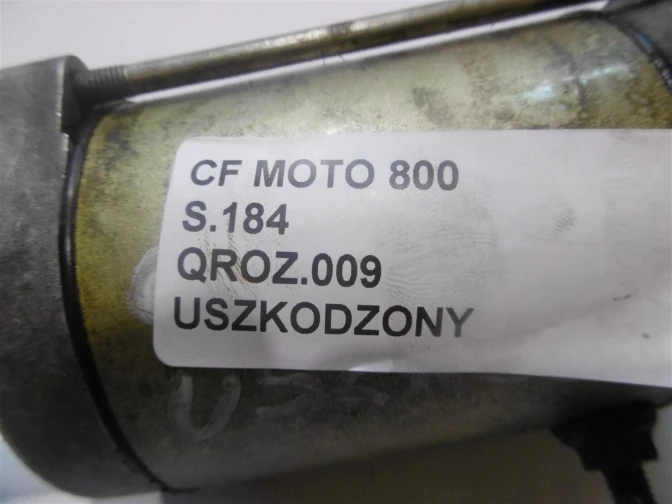 CF MOTO 800
S.184
QROZ.009
USZKODZONY